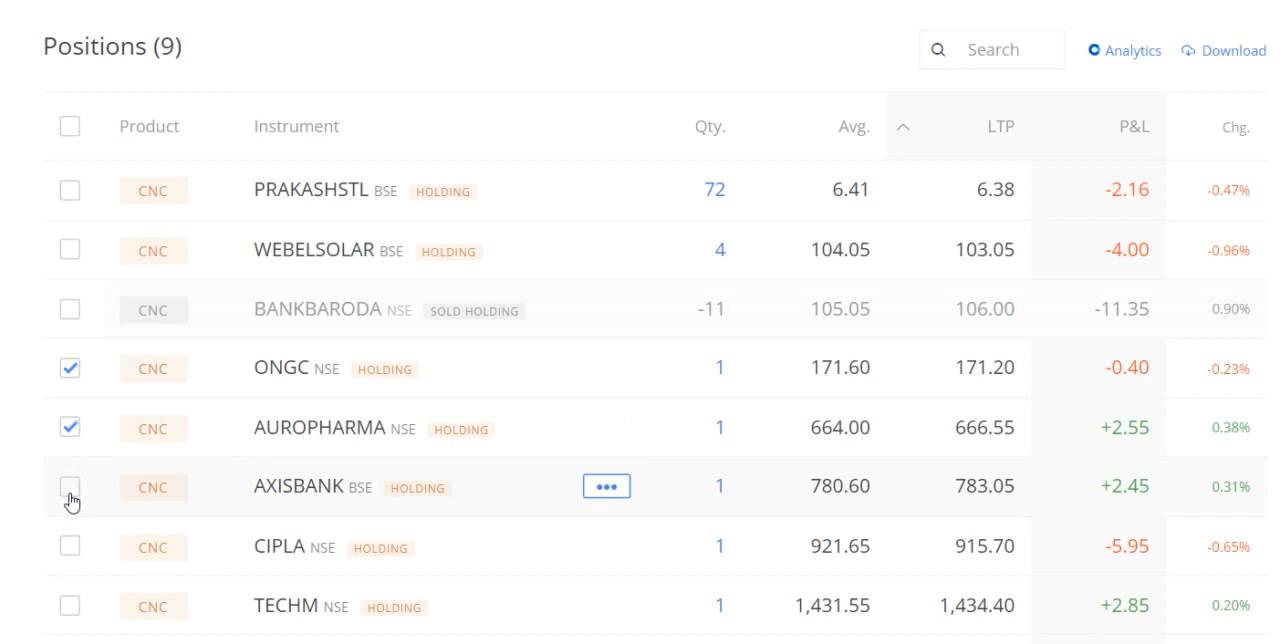 Positions (9) Search Analytics Download
Product Instrument Qty. Avg. LTP P&L Chg.
CNC PRAKASHSTL BSE HOLDING 72 6.41 6.38 -2.16 -0.47%
CNC WEBELSOLAR BSE HOLDING 4 104.05 103.05 -4.00 -0.96%
CNC BANKBARODA NSE SOLD HOLDING -11 105.05 106.00 -11.35 0.90%
CNC ONGC NSE HOLDING 1 171.60 171.20 -0.40 -0.23%
CNC AUROPHARMA NSE HOLDING 1 664.00 666.55 +2.55 0.38%
CNC AXISBANK BSE HOLDING ••• 1 780.60 783.05 +2.45 0.31%
CNC CIPLA NSE HOLDING 1 921.65 915.70 -5.95 -0.65%
CNC TECHM NSE HOLDING 1 1,431.55 1,434.40 +2.85 0.20%